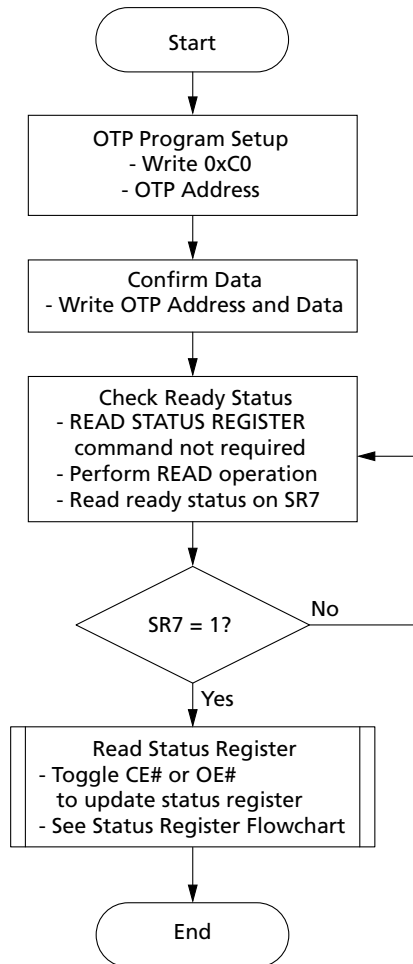 Start
OTP Program Setup
- Write 0xC0
- OTP Address
Confirm Data
- Write OTP Address and Data
Check Ready Status
- READ STATUS REGISTER
command not required
- Perform READ operation
- Read ready status on SR7
SR7 = 1?
No
Yes
Read Status Register
- Toggle CE# or OE#
to update status register
- See Status Register Flowchart
End